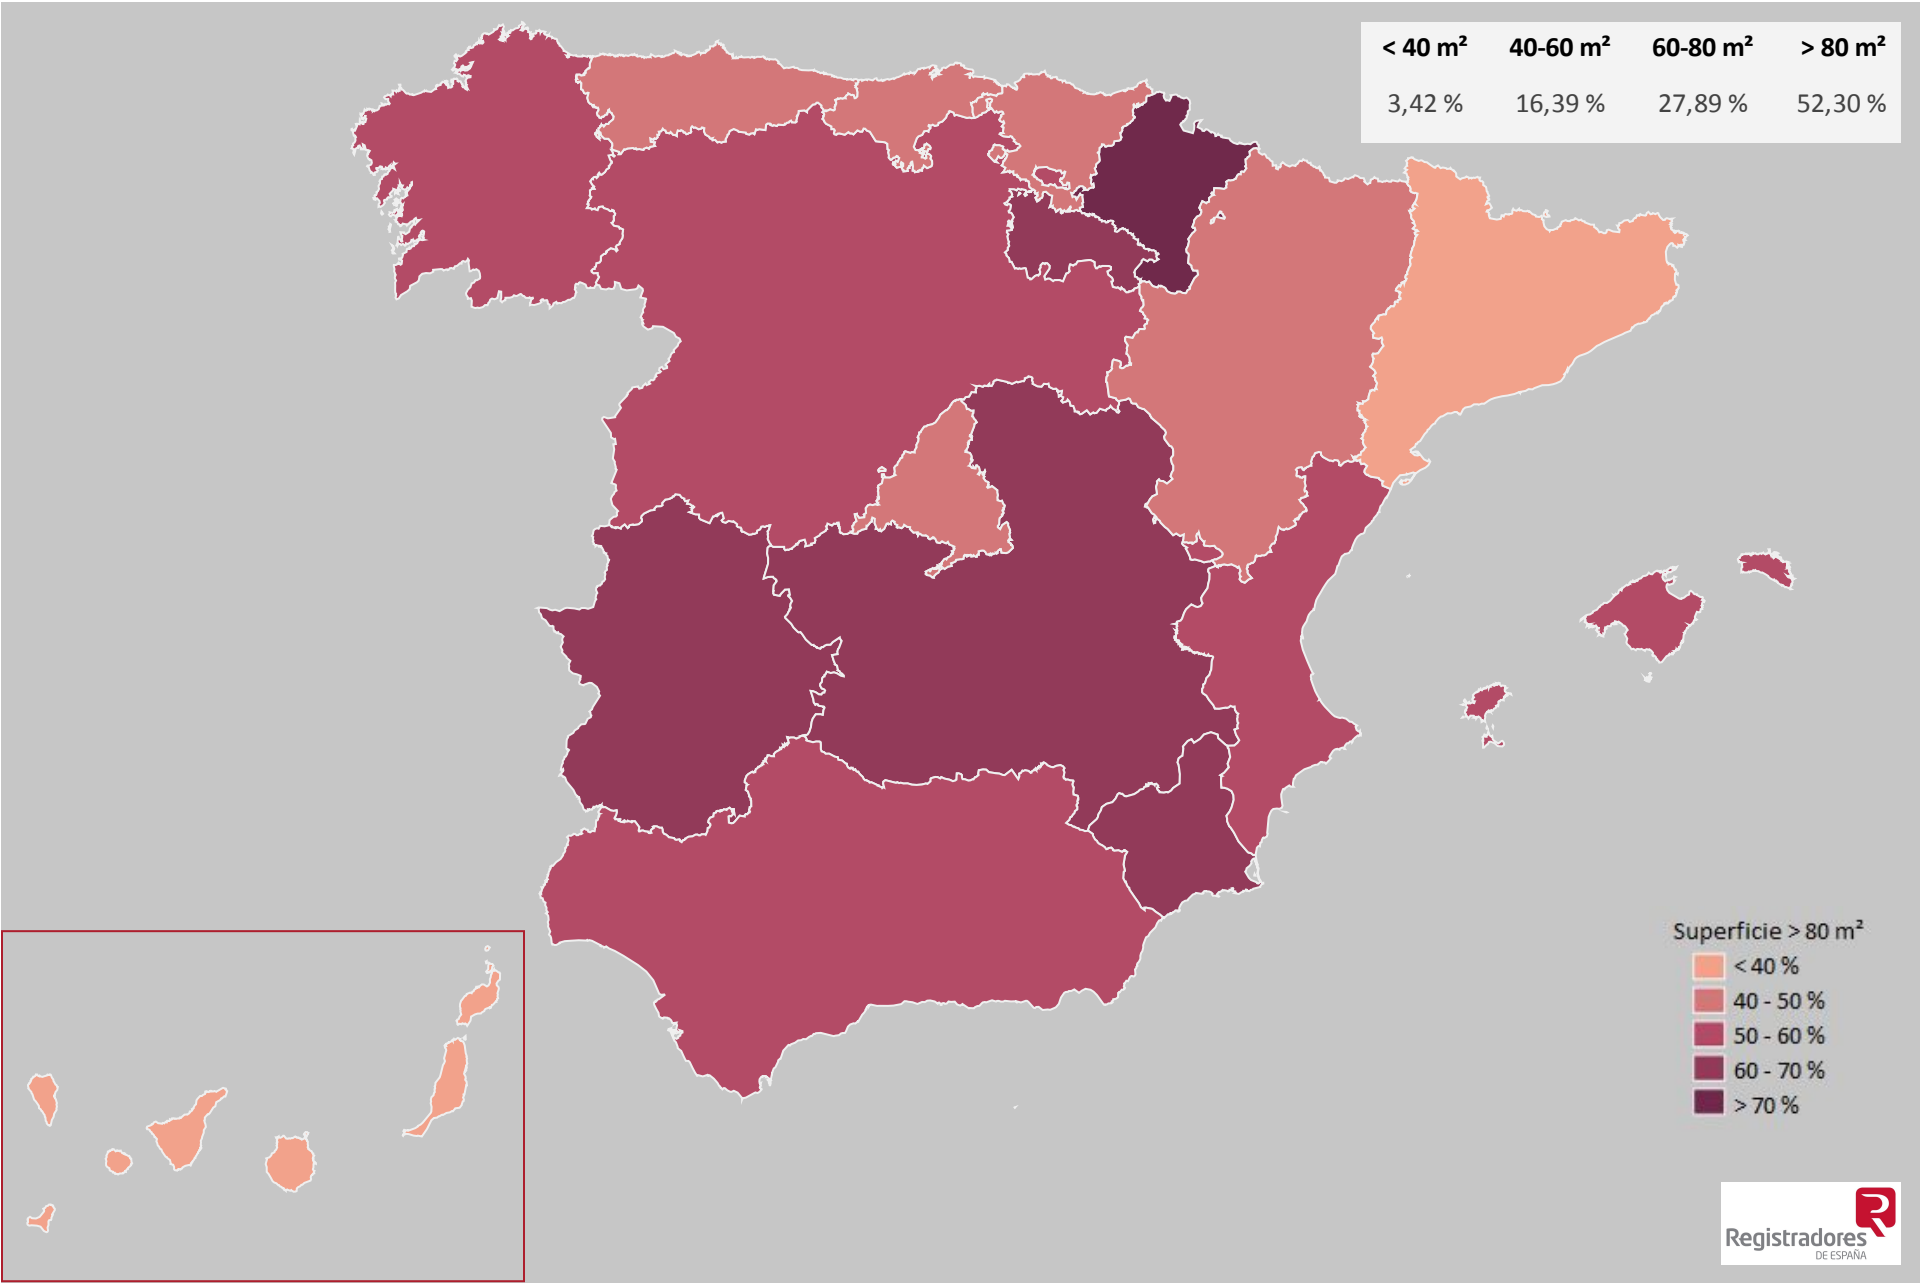 < 40 m² 40-60 m² 60-80 m² > 80 m²
3,42 % 16,39 % 27,89 % 52,30 %
Superficie > 80 m²
< 40 %
40 - 50 %
50 - 60 %
60 - 70 %
> 70 %
Registradores
DE ESPAÑA